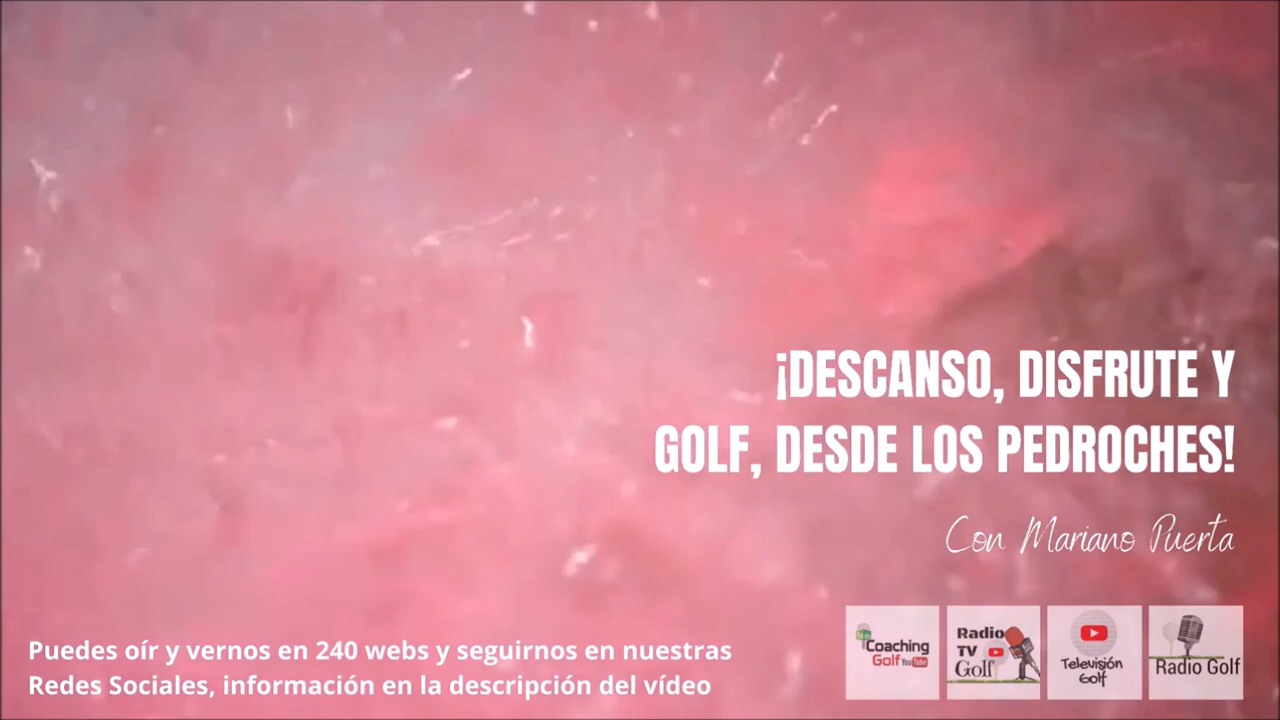 ¡DESCANSO, DISFRUTE Y
GOLF, DESDE LOS PEDROCHES!
Con Mariano Puerta
Puedes oír y vernos en 240 webs y seguirnos en nuestras
Redes Sociales, información en la descripción del vídeo
Coaching
Golf YouTube
Radio
TV
Golf
Televisión
Golf
Radio Golf